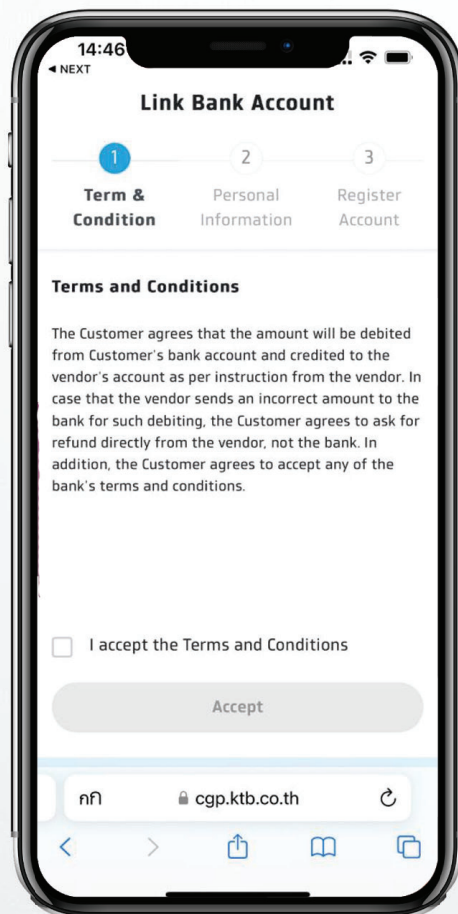 14:46
◀ NEXT
Link Bank Account
1
2
3
Term &
Personal
Register
Condition
Information
Account
Terms and Conditions
The Customer agrees that the amount will be debited
from Customer's bank account and credited to the
vendor's account as per instruction from the vendor. In
case that the vendor sends an incorrect amount to the
bank for such debiting, the Customer agrees to ask for
refund directly from the vendor, not the bank. In
addition, the Customer agrees to accept any of the
bank's terms and conditions.
I accept the Terms and Conditions
Accept
กก cgp.ktb.co.th